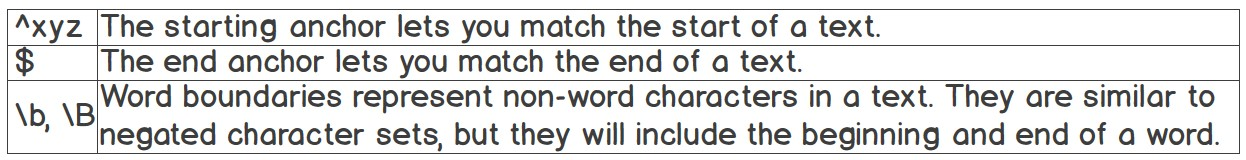 ^xyz The starting anchor lets you match the start of a text.
$ The end anchor lets you match the end of a text.
\b, \B Word boundaries represent non-word characters in a text. They are similar to
negated character sets, but they will include the beginning and end of a word.